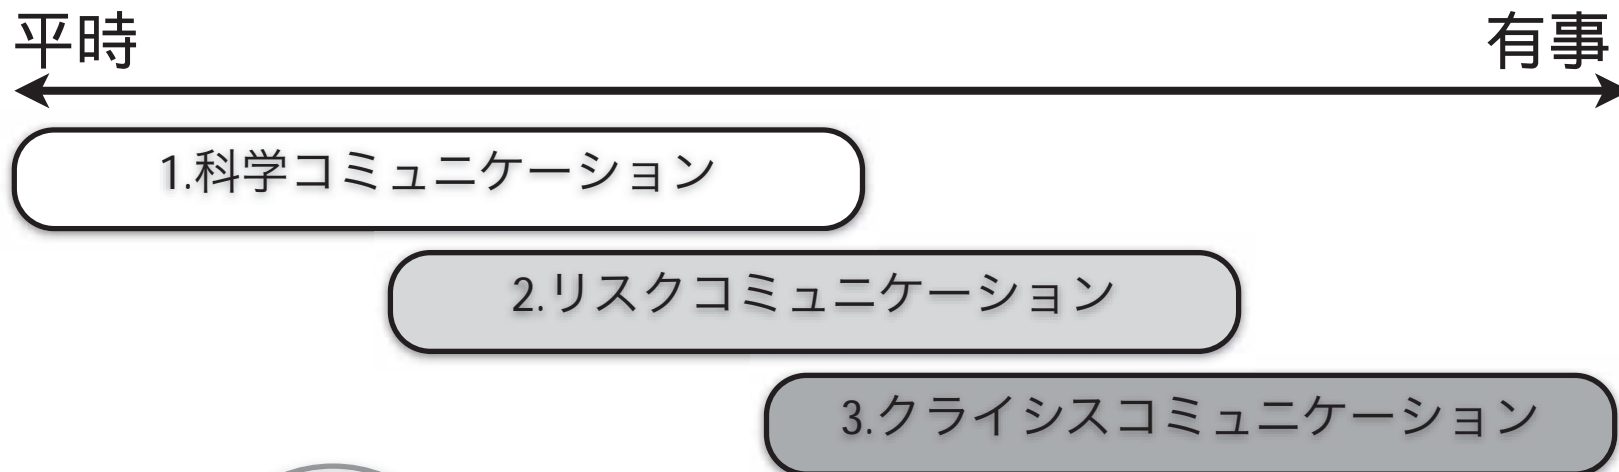 平時 有事
1.科学コミュニケーション
2.リスクコミュニケーション
3.クライシスコミュニケーション